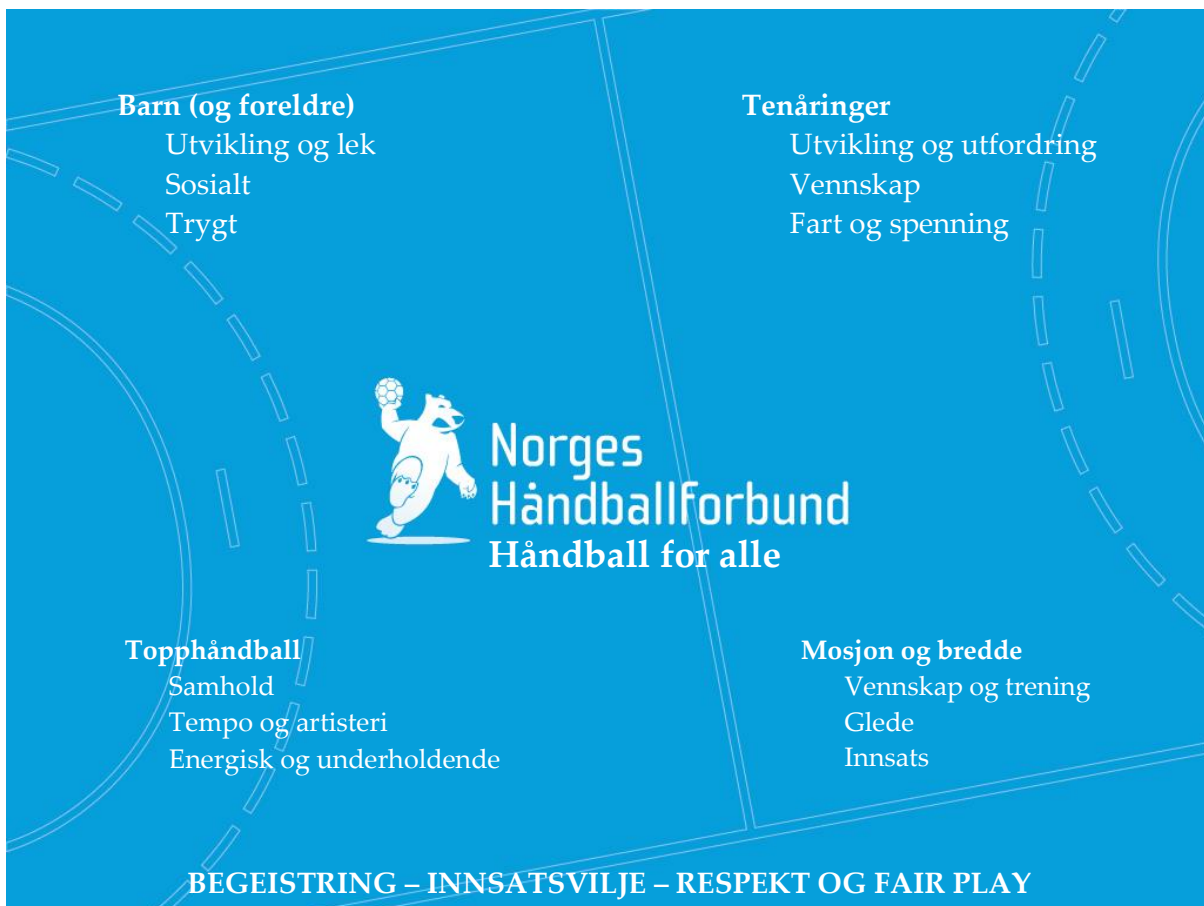 Barn (og foreldre)
Utvikling og lek
Sosialt
Trygt
Tenåringer
Utvikling og utfordring
Vennskap
Fart og spenning
Norges
Håndballforbund
Håndball for alle
Topphåndball
Samhold
Tempo og artisteri
Energisk og underholdende
Mosjon og bredde
Vennskap og trening
Glede
Innsats
BEGEISTRING – INNSATSVILJE – RESPEKT OG FAIR PLAY